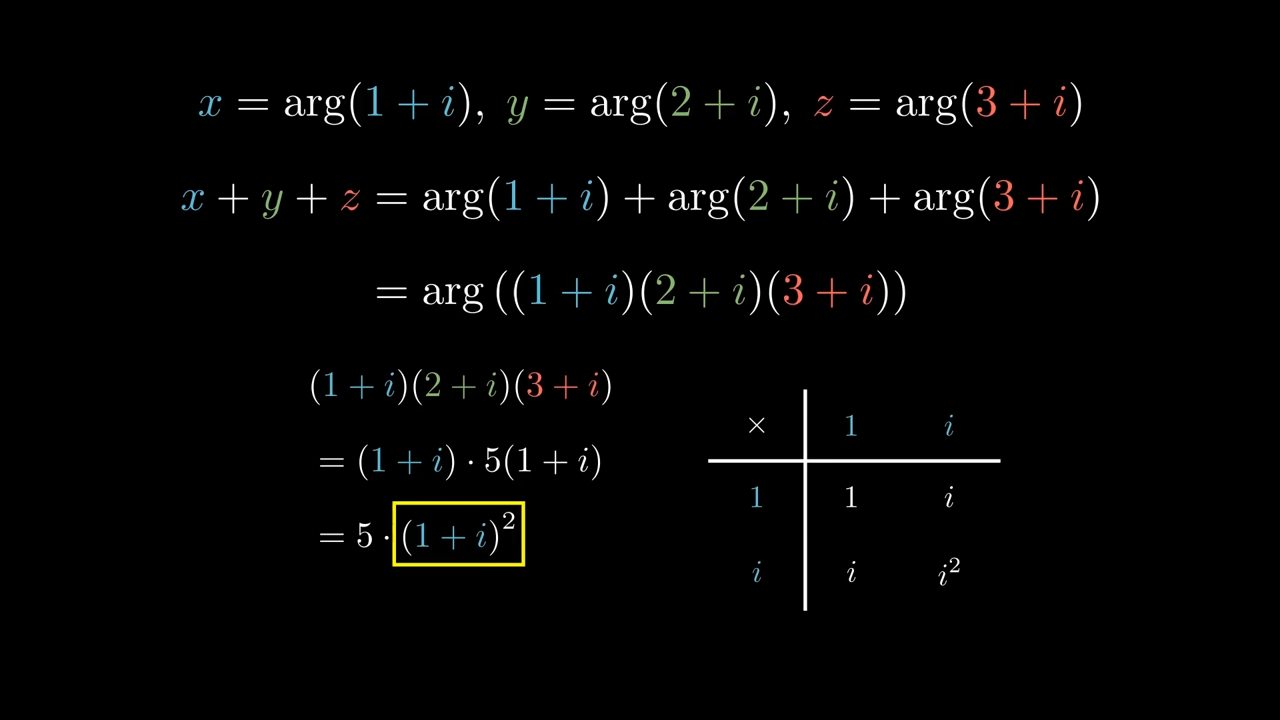 x = arg(1 + i), y = arg(2 + i), z = arg(3 + i)
x + y + z = arg(1 + i) + arg(2 + i) + arg(3 + i)
= arg ((1 + i)(2 + i)(3 + i))
(1 + i)(2 + i)(3 + i)
= (1 + i) · 5(1 + i)
= 5 · (1 + i)²
× 1 i
1 1 i
i i i²